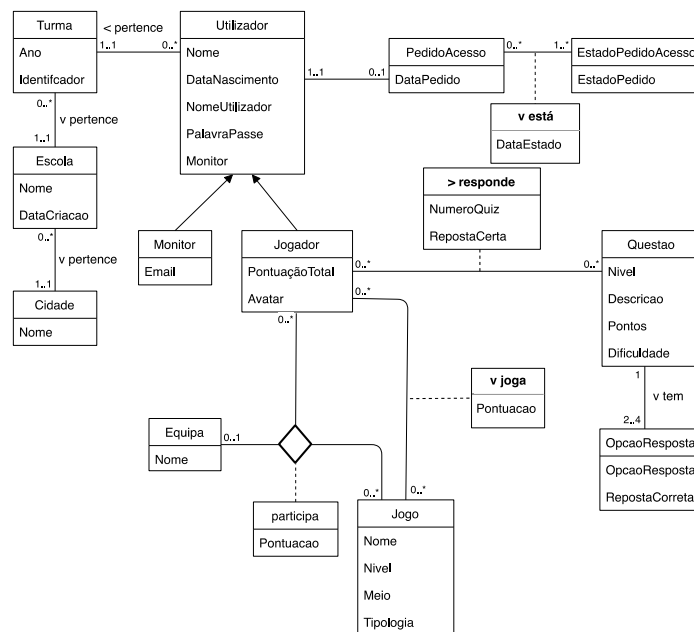 Turma
Ano
Identifcador
< pertence
1..1
0..*
Utilizador
Nome
DataNascimento
NomeUtilizador
PalavraPasse
Monitor
1..1
0..1
PedidoAcesso
DataPedido
0..*
1..*
EstadoPedidoAcesso
EstadoPedido
v está
DataEstado
0..*
v pertence
1..1
Escola
Nome
DataCriacao
0..*
v pertence
1..1
Cidade
Nome
Monitor
Email
Jogador
PontuaçãoTotal
Avatar
0..*
0..*
0..*
> responde
NumeroQuiz
RepostaCerta
0..*
Questao
Nivel
Descricao
Pontos
Dificuldade
1
v tem
2..4
OpcaoResposta
OpcaoResposta
RepostaCorreta
v joga
Pontuacao
Equipa
Nome
0..1
participa
Pontuacao
0..*
0..*
Jogo
Nome
Nivel
Meio
Tipologia